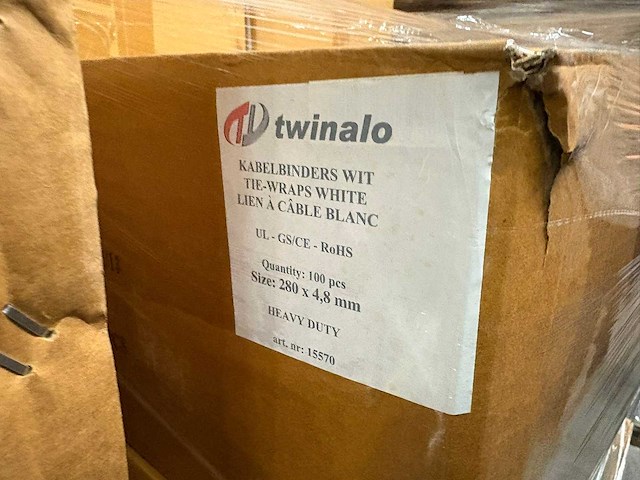 twinalo
KABELBINDERS WIT
TIE-WRAPS WHITE
LIEN À CÂBLE BLANC
UL - GS/CE - RoHS
Quantity: 100 pcs
Size: 280 x 4,8 mm
HEAVY DUTY
art. nr: 15570